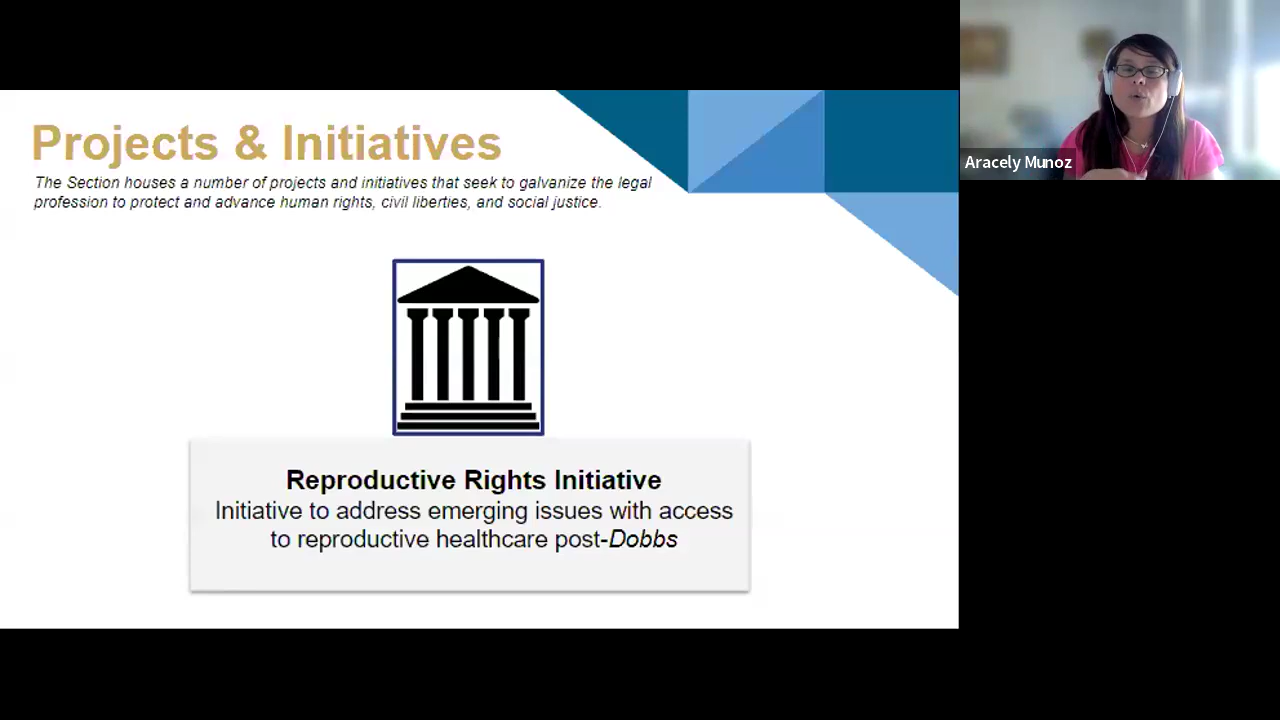 Projects & Initiatives
The Section houses a number of projects and initiatives that seek to galvanize the legal
profession to protect and advance human rights, civil liberties, and social justice.
Aracely Munoz
Reproductive Rights Initiative
Initiative to address emerging issues with access
to reproductive healthcare post-Dobbs